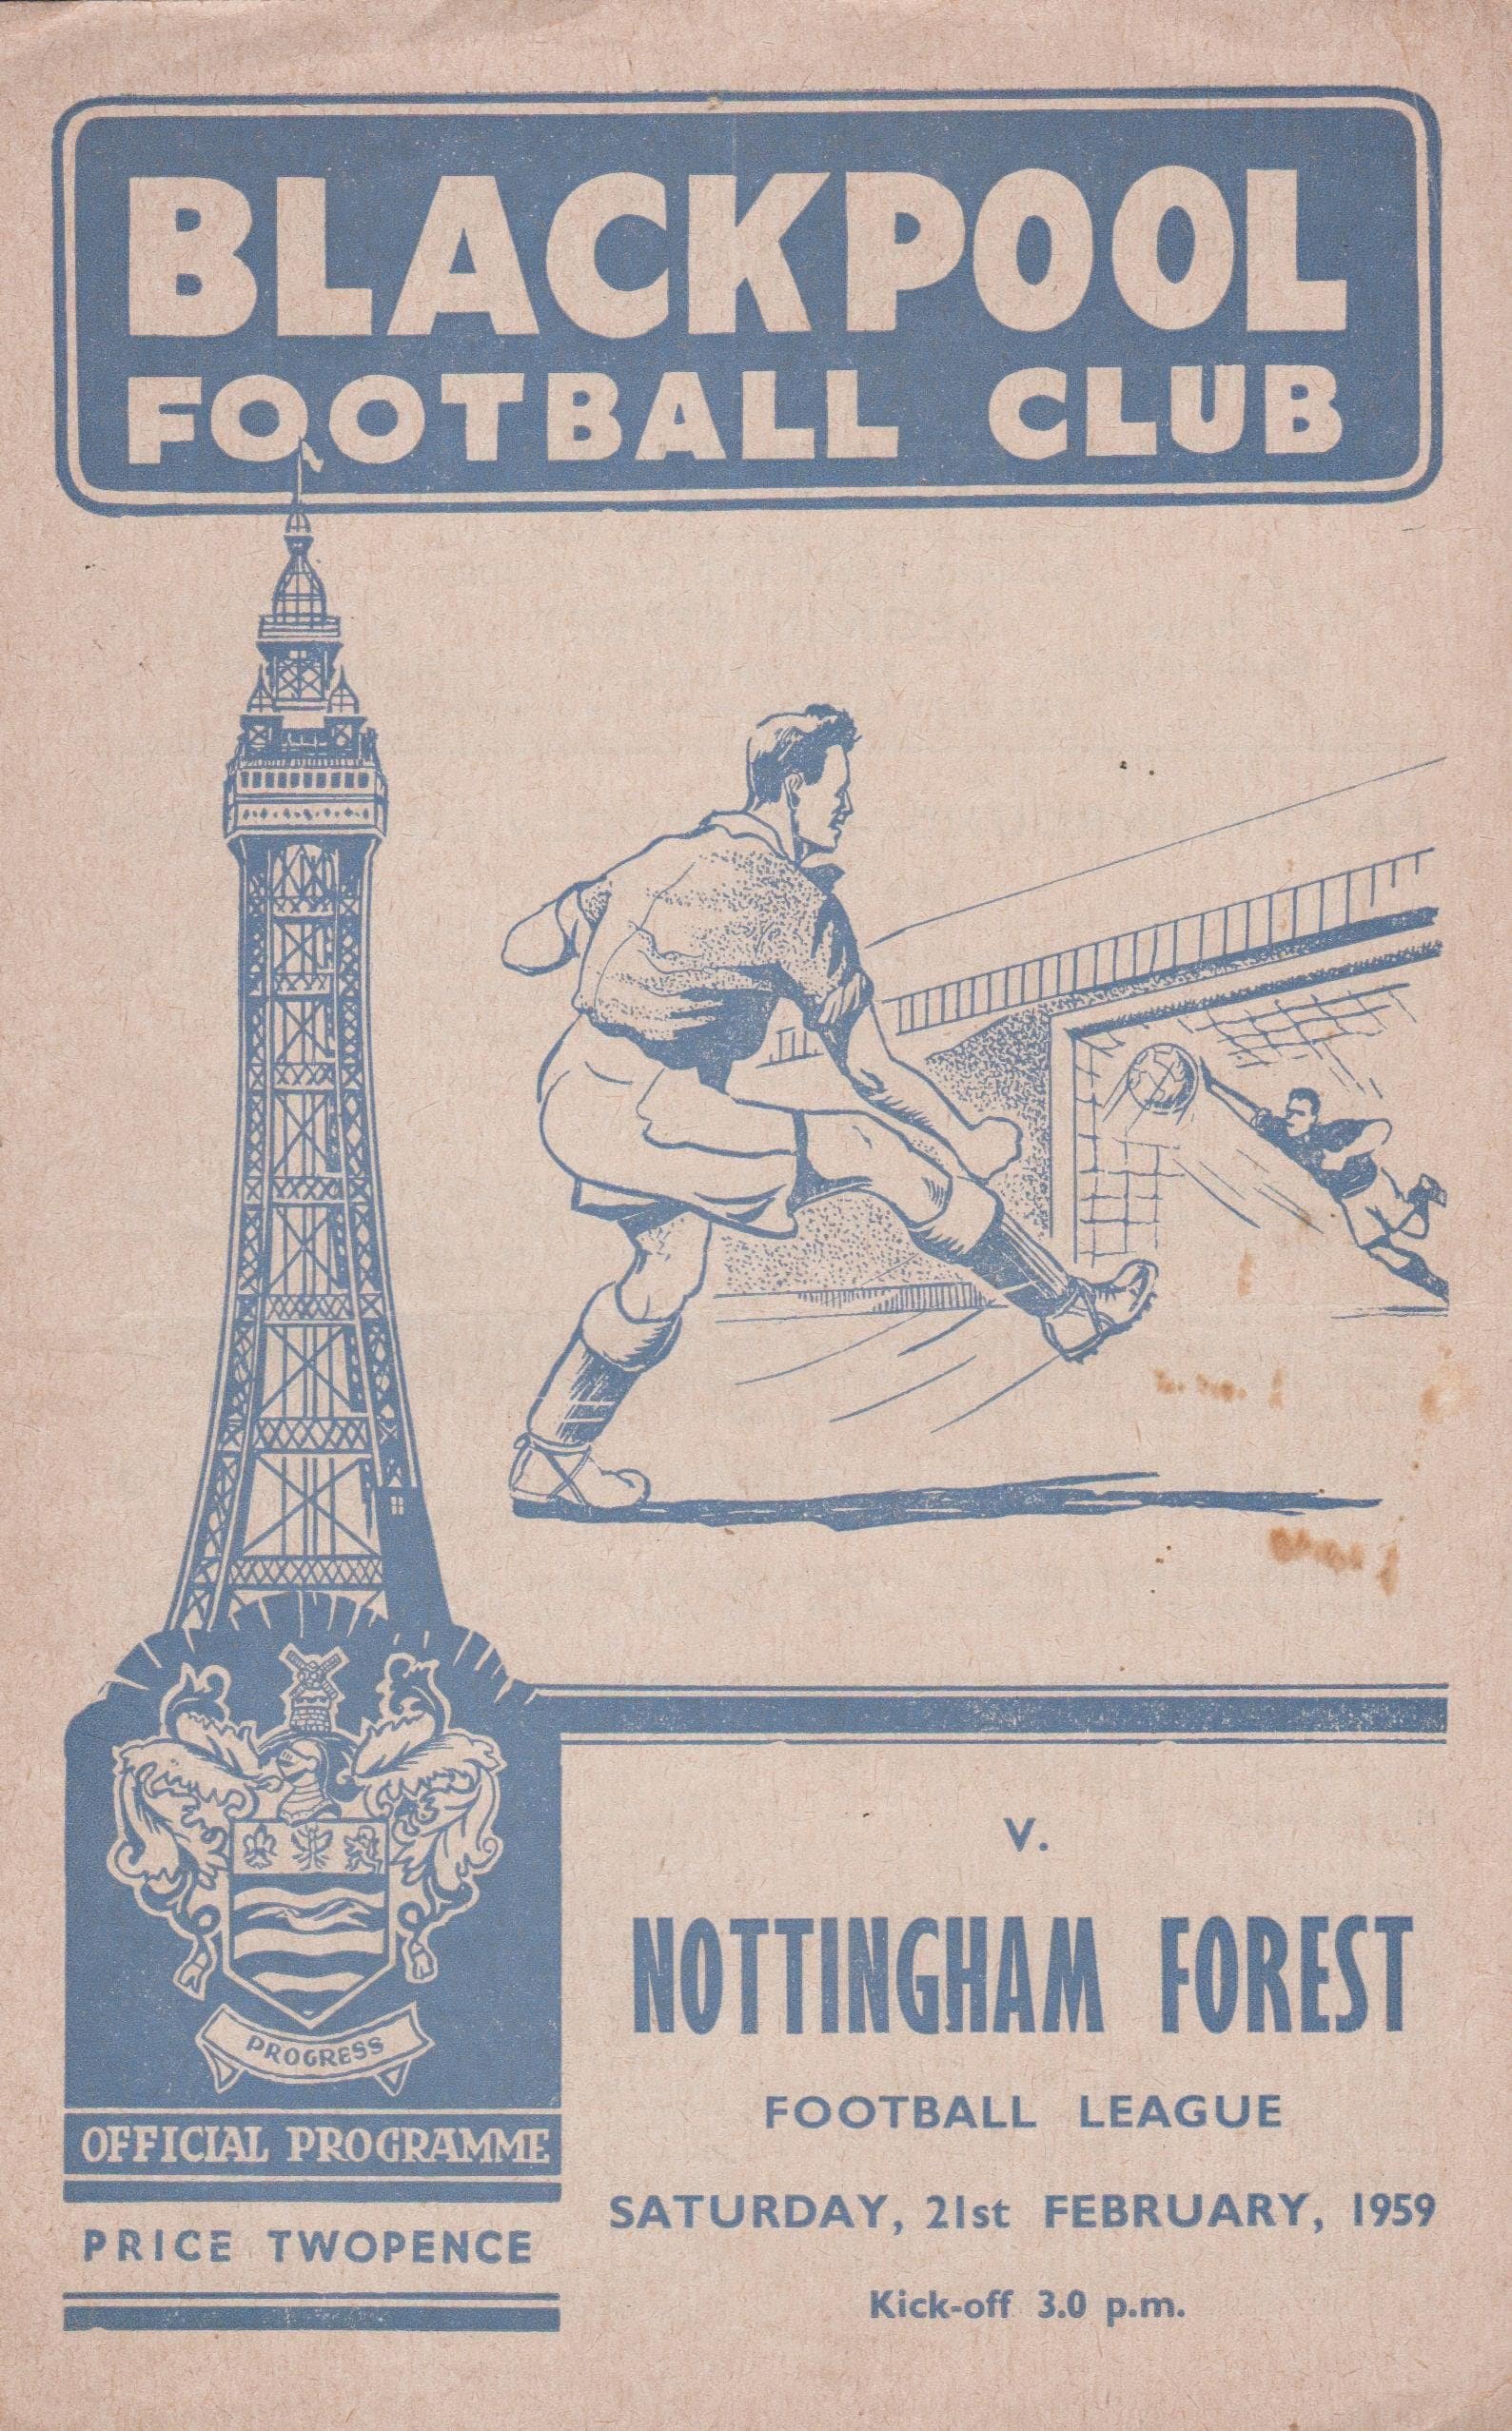 BLACKPOOL
FOOTBALL CLUB
PROGRESS
OFFICIAL PROGRAMME
PRICE TWOPENCE
v.
NOTTINGHAM FOREST
FOOTBALL LEAGUE
SATURDAY, 21st FEBRUARY, 1959
Kick-off 3.0 p.m.